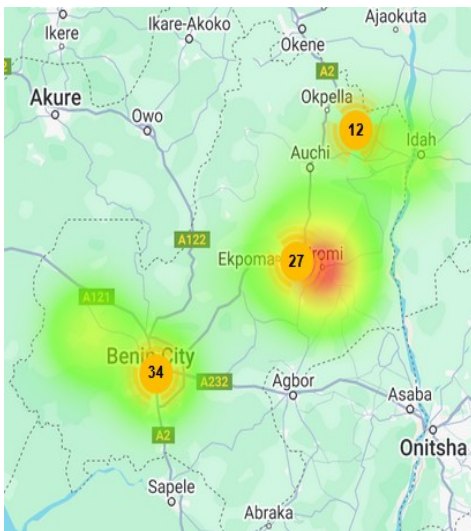 Ikere
Ikare-Akoko
Ajaokuta
Okene
A2
Akure
Owo
Okpella
12
Idah
Auchi
A122
Ekpoma
27
romi
A121
Benin City
34
A232
Agbor
Asaba
A2
Onitsha
Sapele
Abraka